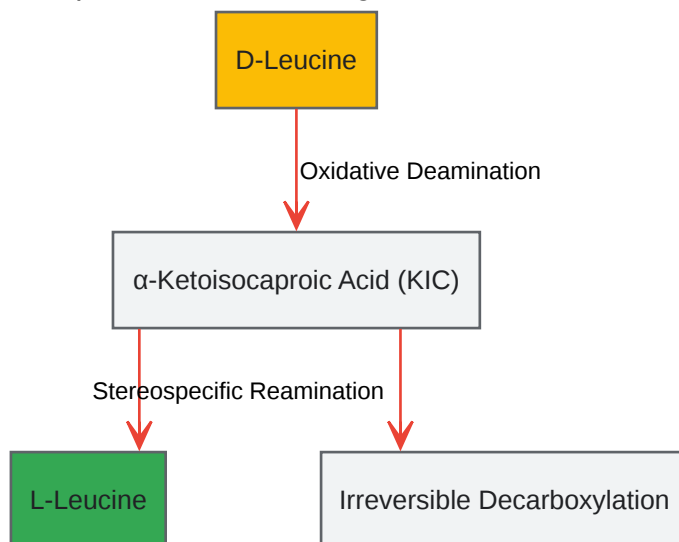 D-Leucine
Oxidative Deamination
α-Ketoisocaproic Acid (KIC)
Stereospecific Reamination
L-Leucine
Irreversible Decarboxylation